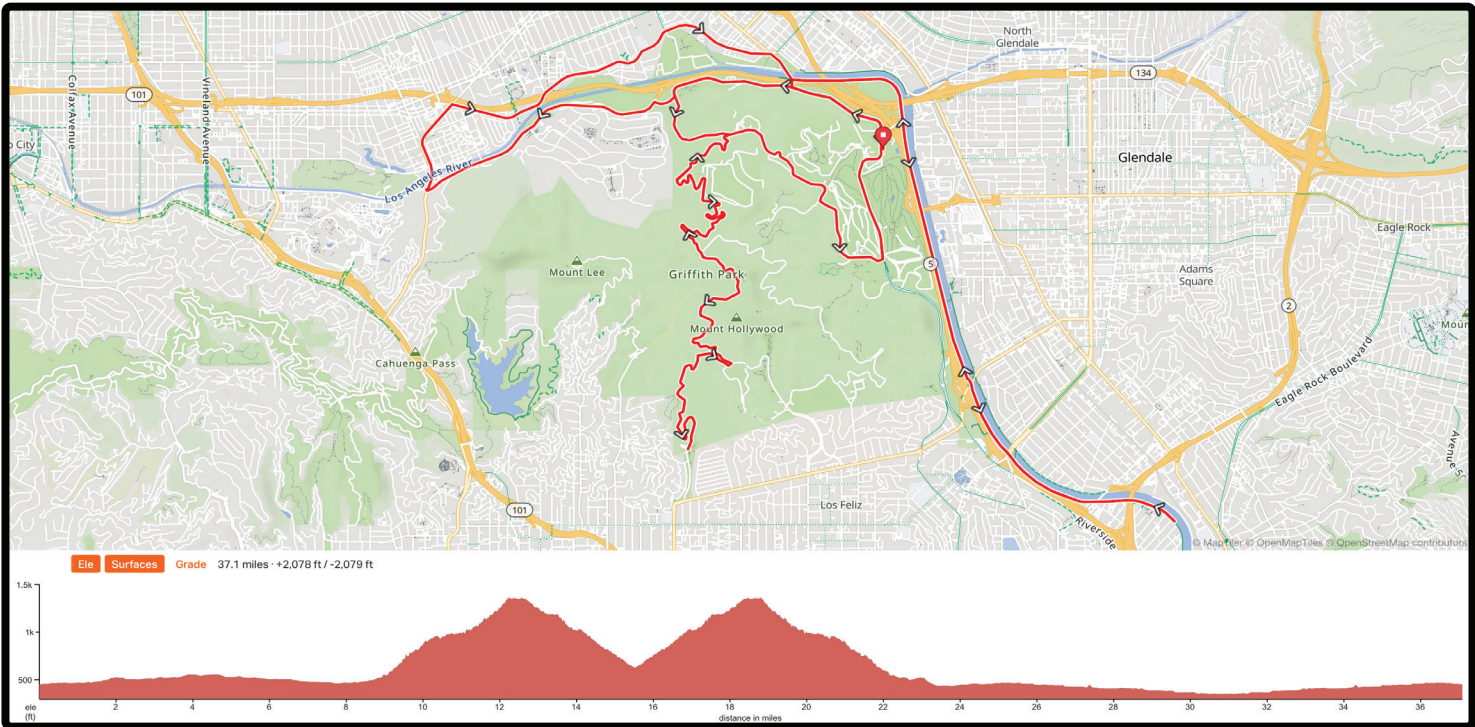 North
Glendale
134
101
Colfax Avenue
Vineland Avenue
o City
Los Angeles River
Glendale
Eagle Rock
5
Adams
Square
Mount Lee
Griffith Park
Mount Hollywood
2
Moun
Cahuenga Pass
Eagle Rock Boulevard
Avenue 5
101
Los Feliz
Riverside
© MapTiler © OpenMapTiles © OpenStreetMap contributors
Ele Surfaces Grade 37.1 miles · +2,078 ft / -2,079 ft
1.5k
1k
500
ele
(ft)
2 4 6 8 10 12 14 16 18 20 22 24 26 28 30 32 34 36
distance in miles